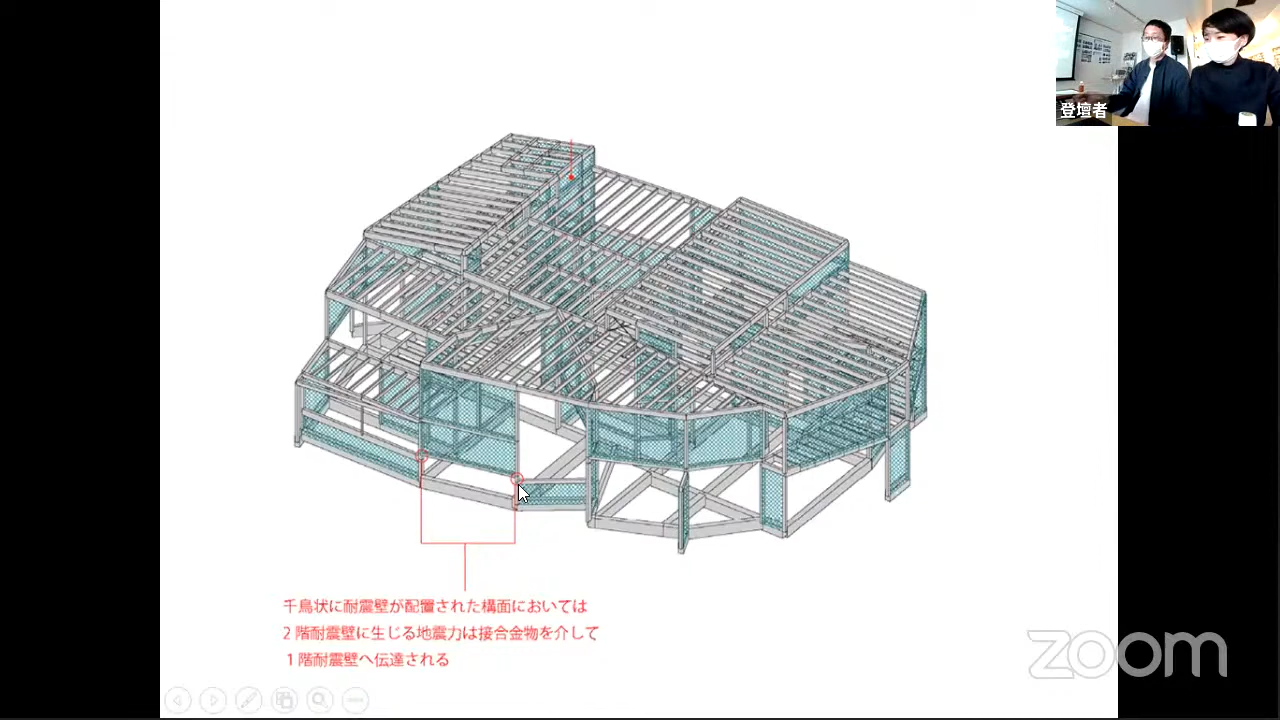 登壇者
千鳥状に耐震壁が配置された構面においては
2階耐震壁に生じる地震力は接合金物を介して
1階耐震壁へ伝達される
zoom